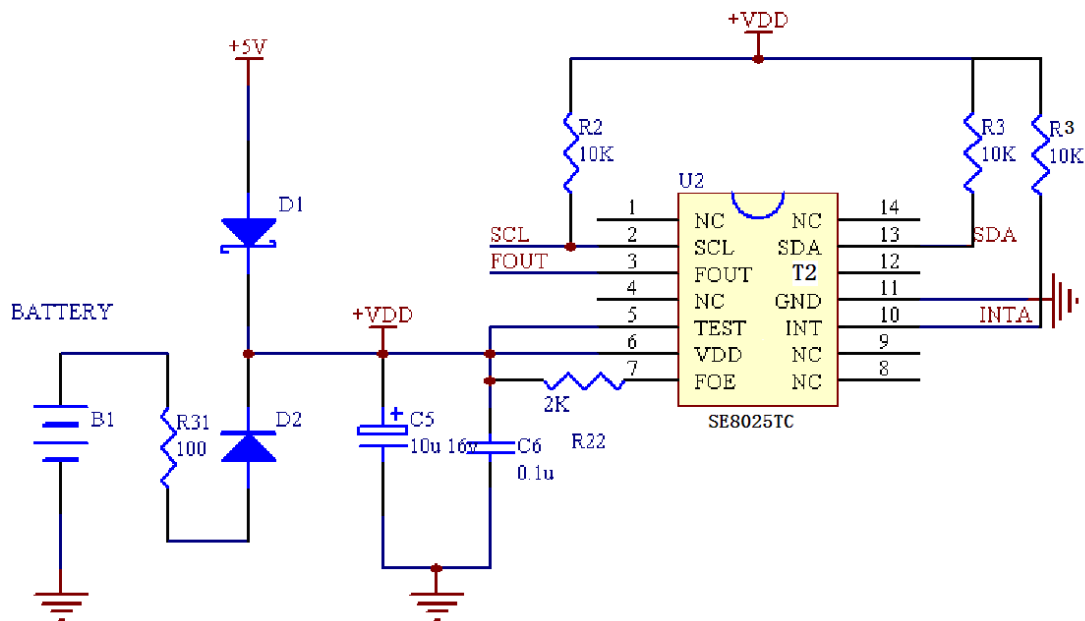 +VDD
+5V
R2
10K
R3
10K
R3
10K
U2
D1
1
NC
NC
14
SCL
2
SCL
SDA
13
SDA
FOUT
3
FOUT
T2
12
4
NC
GND
11
BATTERY
+VDD
5
TEST
INT
10
INTA
6
VDD
NC
9
7
FOE
NC
8
B1
R31
100
D2
C5
10u 16v
2K
R22
SE8025TC
C6
0.1u